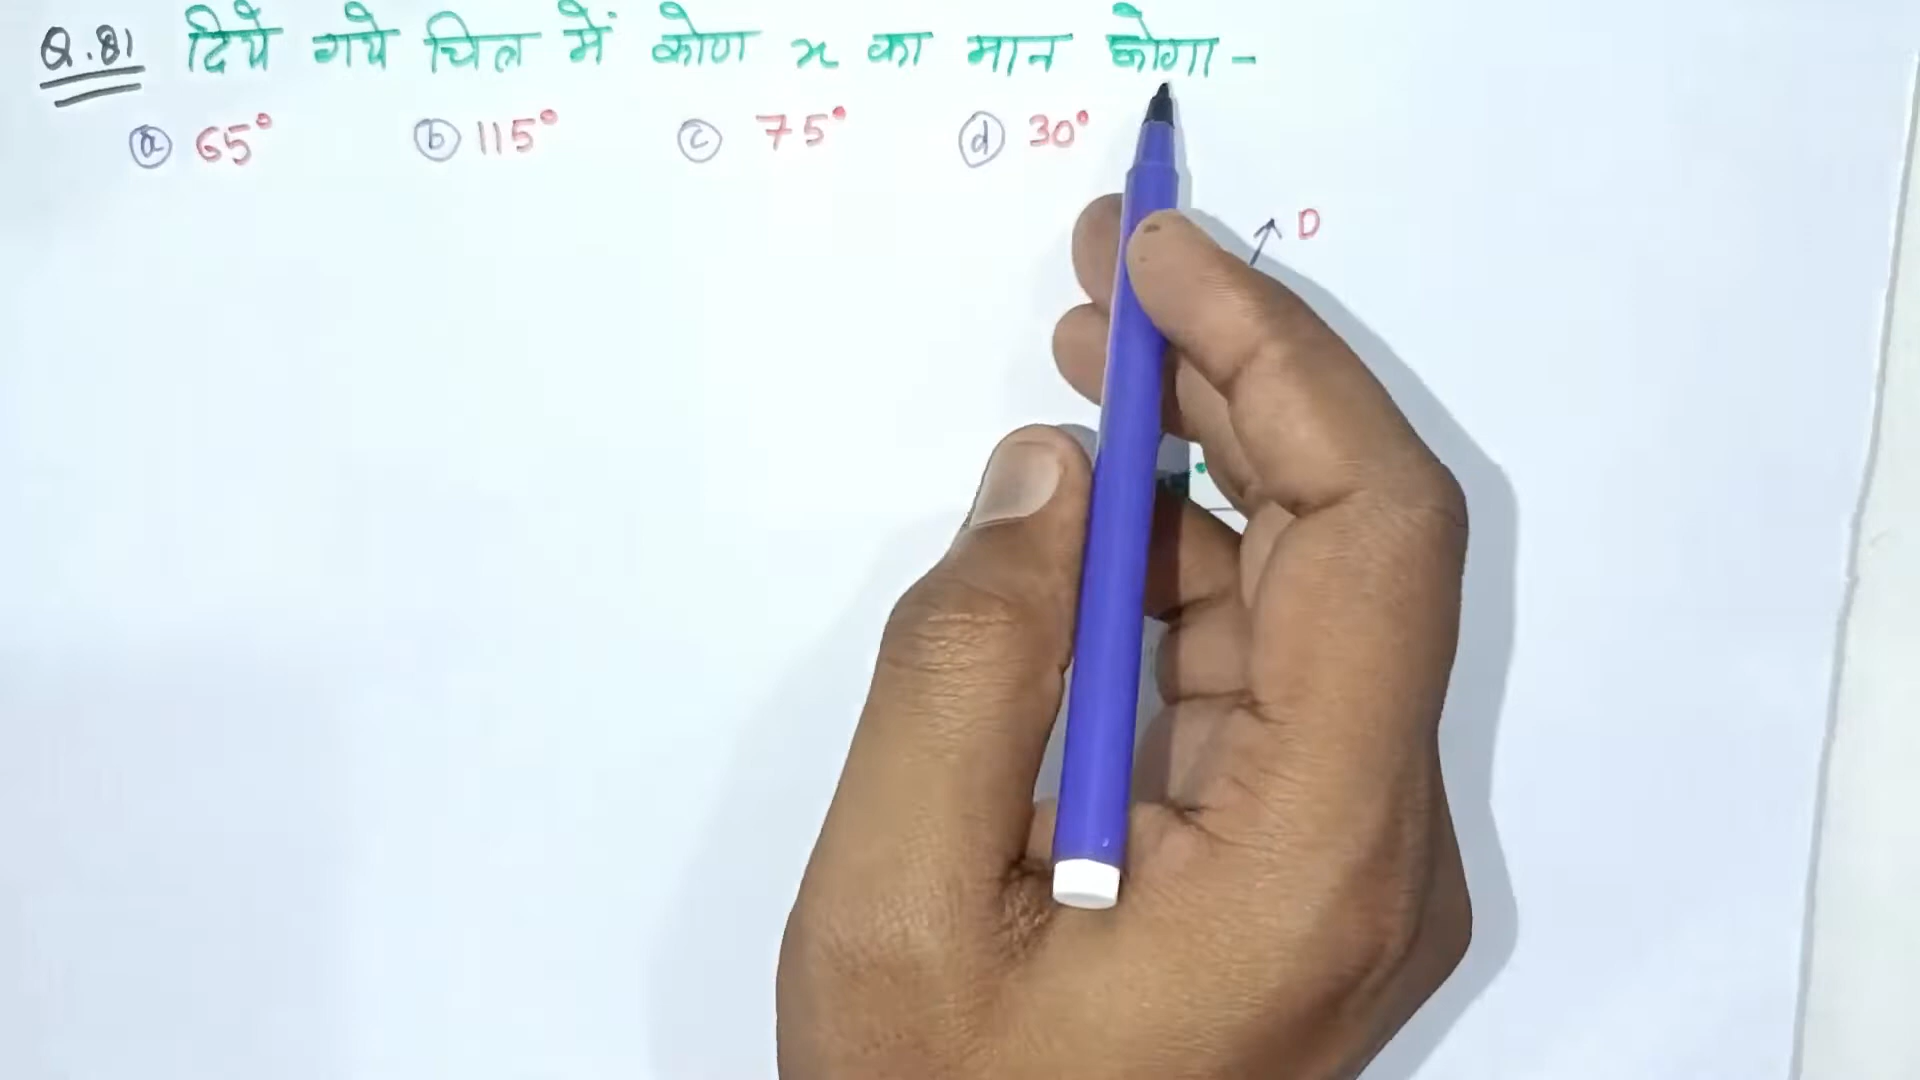 Q.81 दिये गये चित्र में कोण x का मान होगा -
(a) 65° (b) 115° (c) 75° (d) 30°
D